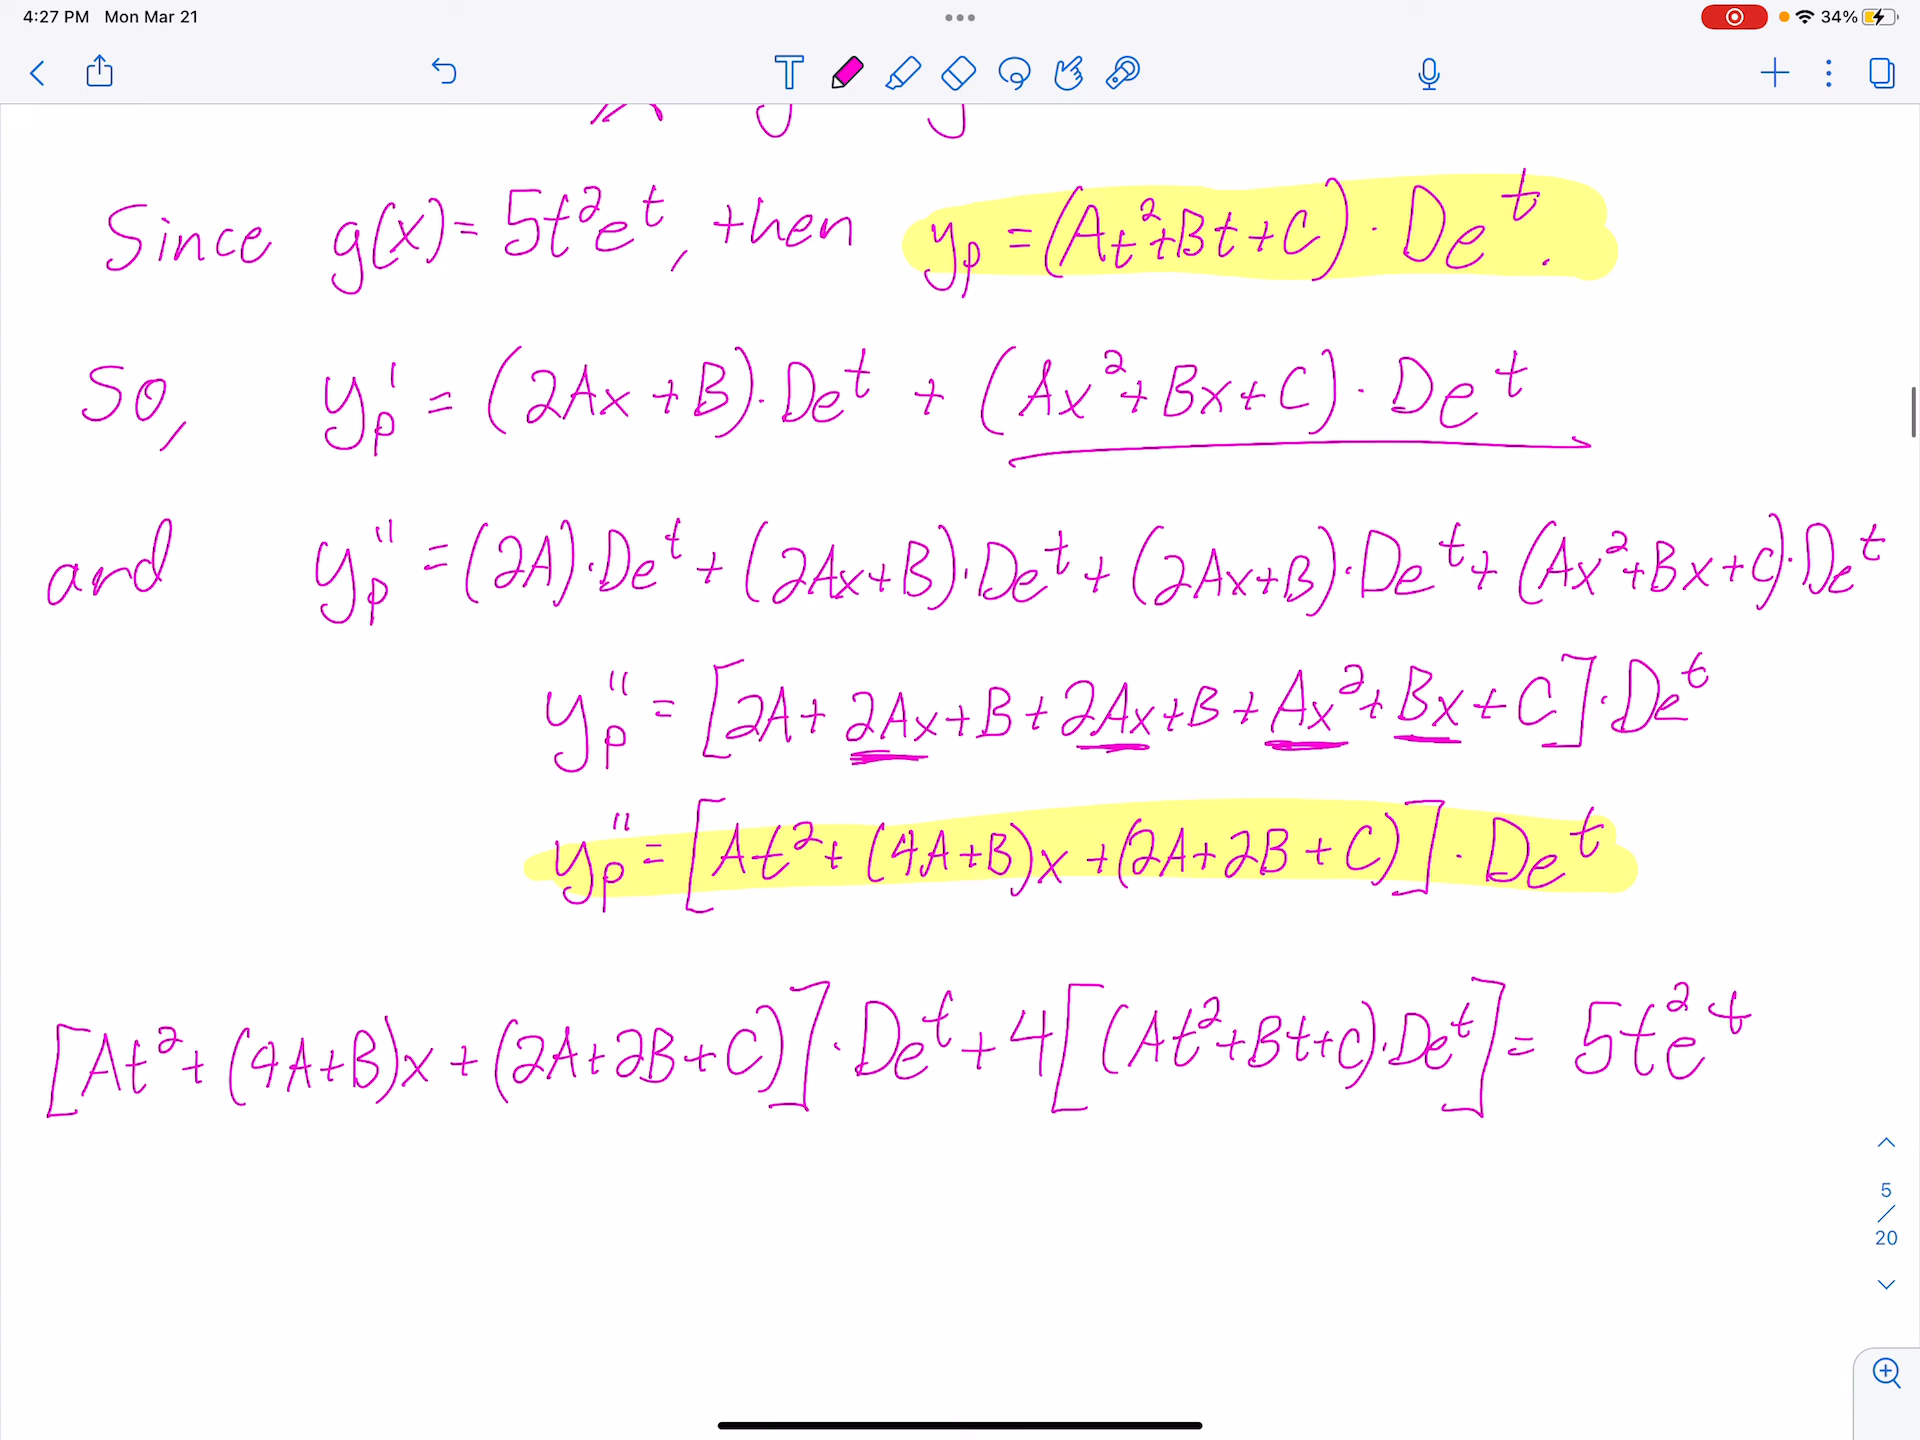 4:27 PM Mon Mar 21 34%
T
Since g(x)= 5t²eᵗ, then yₚ =(At²+Bt+C)·Deᵗ.
So, yₚ' = (2Ax+B)·Deᵗ + (Ax²+Bx+C)·Deᵗ
and yₚ'' =(2A)·Deᵗ+(2Ax+B)·Deᵗ+(2Ax+B)·Deᵗ+(Ax²+Bx+C)·Deᵗ
yₚ'' = [2A+2Ax+B+2Ax+B+Ax²+Bx+C]·Deᵗ
yₚ'' = [At²+(4A+B)x+(2A+2B+C)]·Deᵗ
[At²+(4A+B)x+(2A+2B+C)]·Deᵗ+4[(At²+Bt+C)·Deᵗ]= 5t²eᵗ
5
/
20